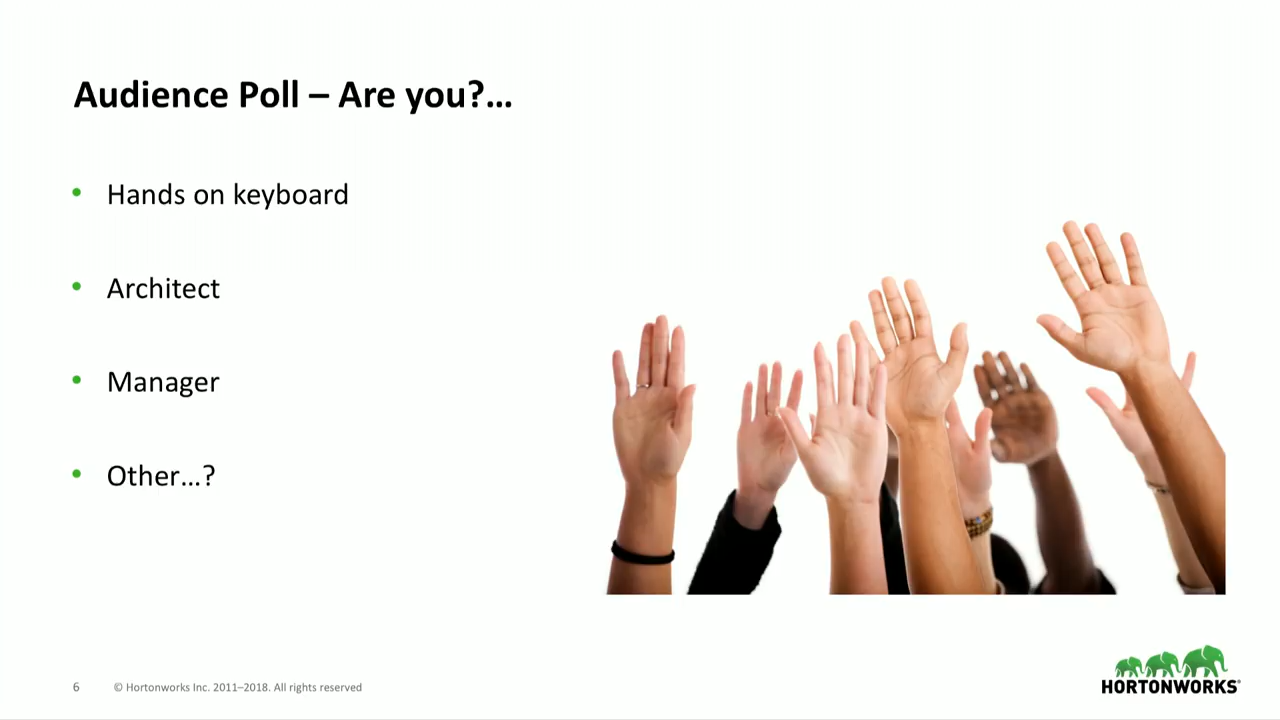 Audience Poll – Are you?...
Hands on keyboard
Architect
Manager
Other...?
6
© Hortonworks Inc. 2011–2018. All rights reserved
HORTONWORKS